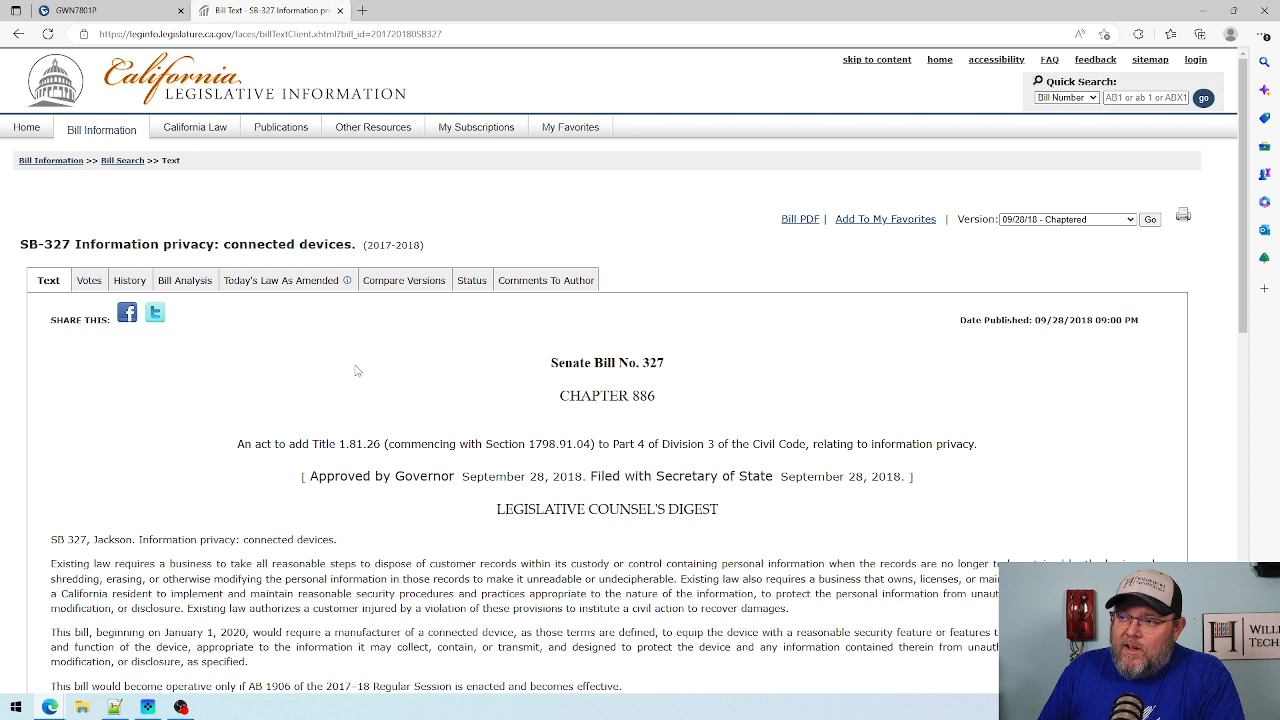 GWN7801P
Bill Text - SB-327 Information pri
https://leginfo.legislature.ca.gov/faces/billTextClient.xhtml?bill_id=201720180SB327
skip to content home accessibility FAQ feedback sitemap login
California
LEGISLATIVE INFORMATION
Quick Search:
Bill Number AB1 or ab 1 or ABX1 go
Home Bill Information California Law Publications Other Resources My Subscriptions My Favorites
Bill Information >> Bill Search >> Text
Bill PDF | Add To My Favorites | Version: 09/28/18 - Chaptered Go
SB-327 Information privacy: connected devices. (2017-2018)
Text Votes History Bill Analysis Today's Law As Amended Compare Versions Status Comments To Author
SHARE THIS: Date Published: 09/28/2018 09:00 PM
Senate Bill No. 327
CHAPTER 886
An act to add Title 1.81.26 (commencing with Section 1798.91.04) to Part 4 of Division 3 of the Civil Code, relating to information privacy.
[ Approved by Governor September 28, 2018. Filed with Secretary of State September 28, 2018. ]
LEGISLATIVE COUNSEL'S DIGEST
SB 327, Jackson. Information privacy: connected devices.
Existing law requires a business to take all reasonable steps to dispose of customer records within its custody or control containing personal information when the records are no longer
shredding, erasing, or otherwise modifying the personal information in those records to make it unreadable or undecipherable. Existing law also requires a business that owns, licenses, or
a California resident to implement and maintain reasonable security procedures and practices appropriate to the nature of the information, to protect the personal information from
modification, or disclosure. Existing law authorizes a customer injured by a violation of these provisions to institute a civil action to recover damages.
This bill, beginning on January 1, 2020, would require a manufacturer of a connected device, as those terms are defined, to equip the device with a reasonable security feature or features
and function of the device, appropriate to the information it may collect, contain, or transmit, and designed to protect the device and any information contained therein from
modification, or disclosure, as specified.
This bill would become operative only if AB 1906 of the 2017–18 Regular Session is enacted and becomes effective.
H WILLI
TECH